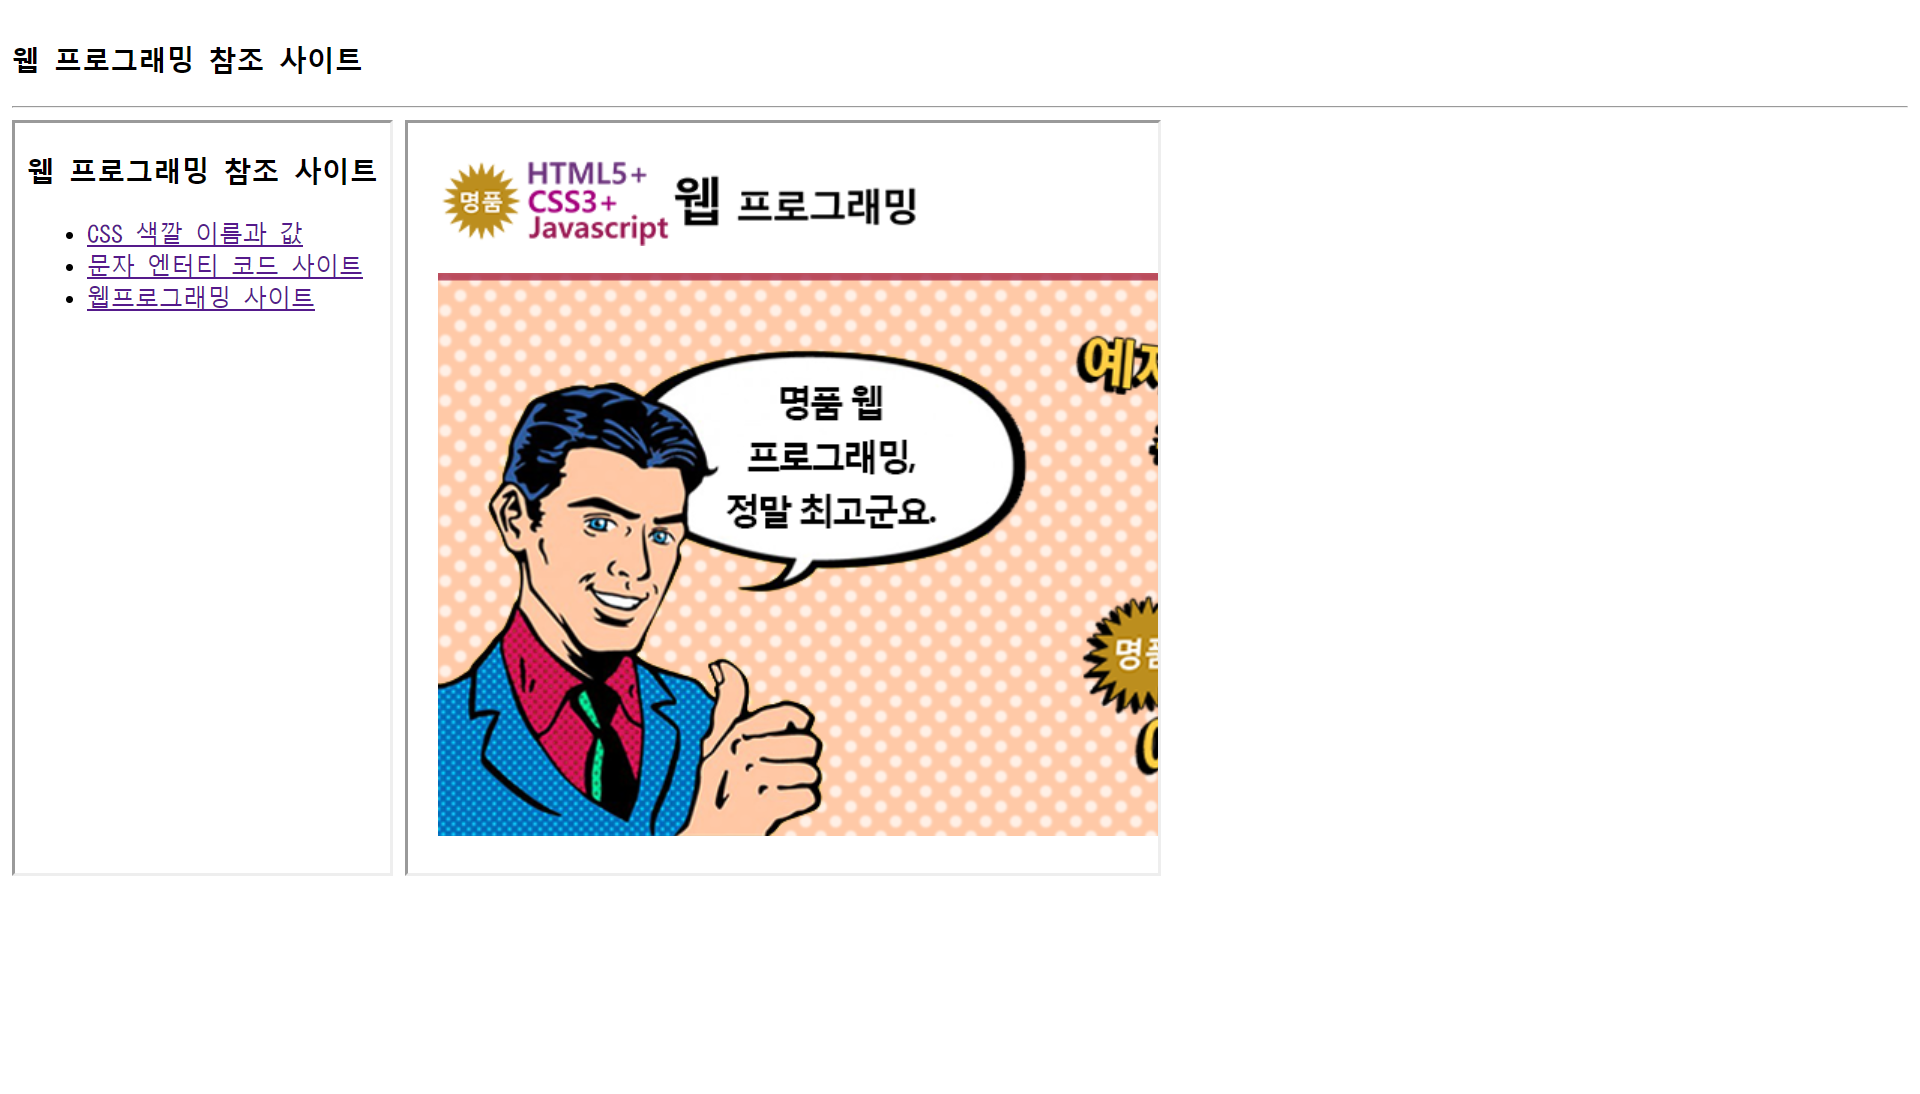 웹 프로그래밍 참조 사이트
웹 프로그래밍 참조 사이트
CSS 색깔 이름과 값
문자 엔터티 코드 사이트
웹프로그래밍 사이트
명품
HTML5+
CSS3+
Javascript
웹 프로그래밍
명품 웹
프로그래밍,
정말 최고군요.
명품